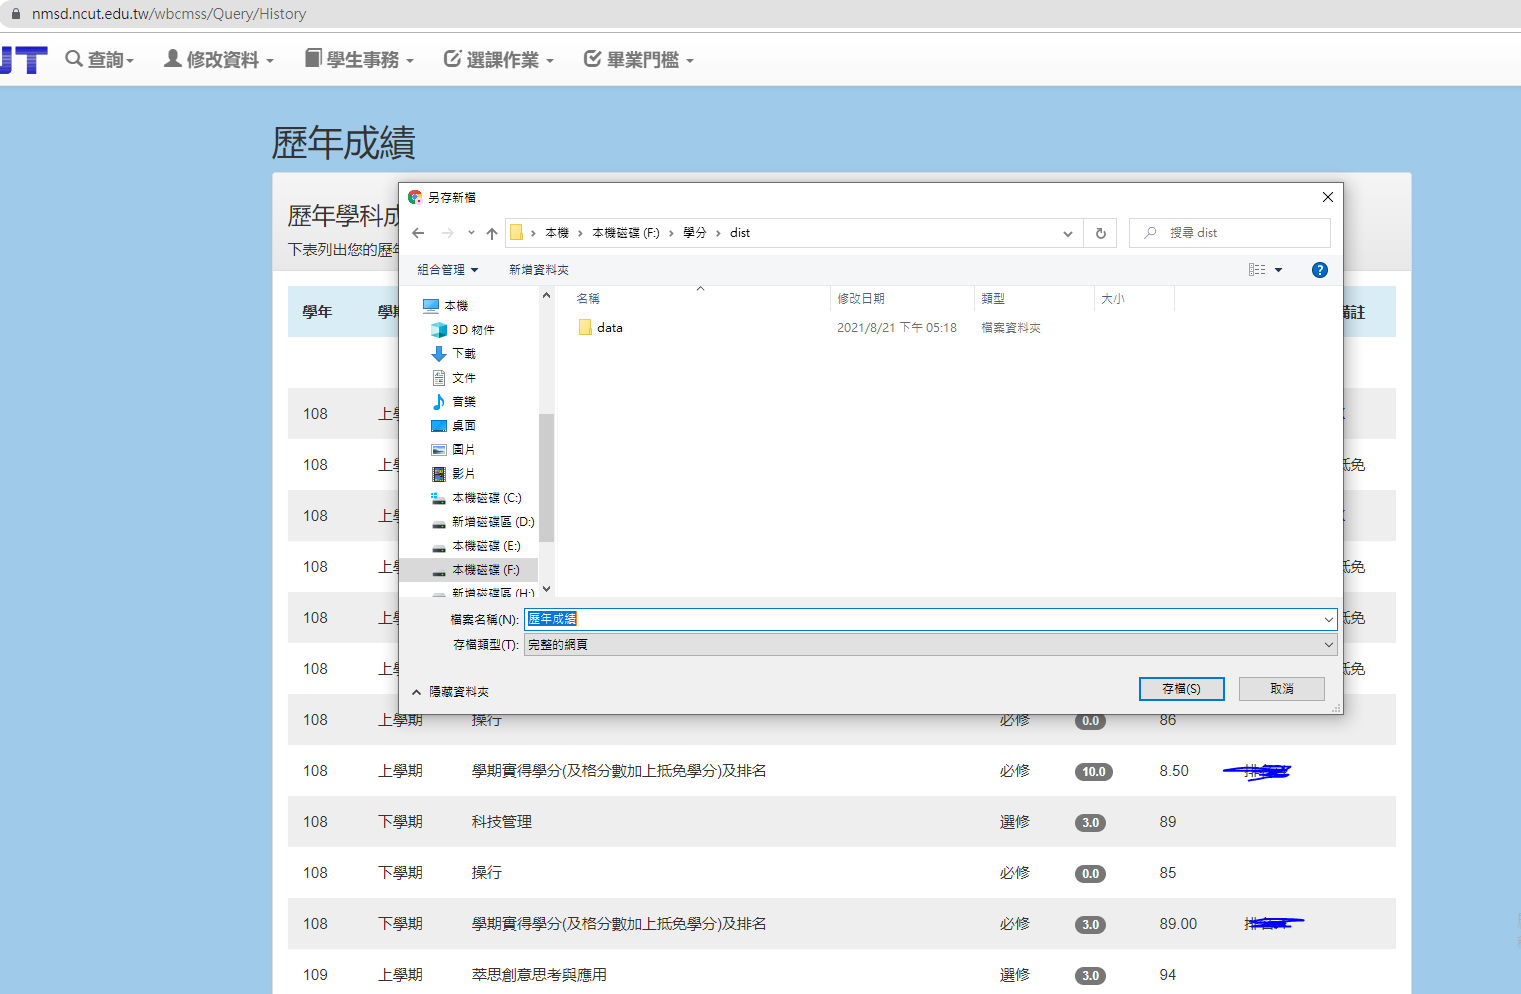 nmsd.ncut.edu.tw/wbcmss/Query/History
UT 查詢 修改資料 學生事務 選課作業 畢業門檻
歷年成績
歷年學科成
下表列出您的歷年
另存新檔
本機 本機磁碟 (F:) 學分 dist 搜尋 dist
組合管理 新增資料夾
名稱 修改日期 類型 大小
data 2021/8/21 下午 05:18 檔案資料夾
本機
3D 物件
下載
文件
音樂
桌面
圖片
影片
本機磁碟 (C:)
新增磁碟區 (D:)
本機磁碟 (E:)
本機磁碟 (F:)
新增磁碟區 (H:)
檔案名稱(N): 歷年成績
存檔類型(T): 完整的網頁
隱藏資料夾 存檔(S) 取消
學年 學期 備註
108 上學
108 上學 抵免
108 上學
108 上學 抵免
108 上學 抵免
108 上學 抵免
108 上學期 操行 必修 0.0 86
108 上學期 學期實得學分(及格分數加上抵免學分)及排名 必修 10.0 8.50 排
108 下學期 科技管理 選修 3.0 89
108 下學期 操行 必修 0.0 85
108 下學期 學期實得學分(及格分數加上抵免學分)及排名 必修 3.0 89.00 排
109 上學期 萃思創意思考與應用 選修 3.0 94